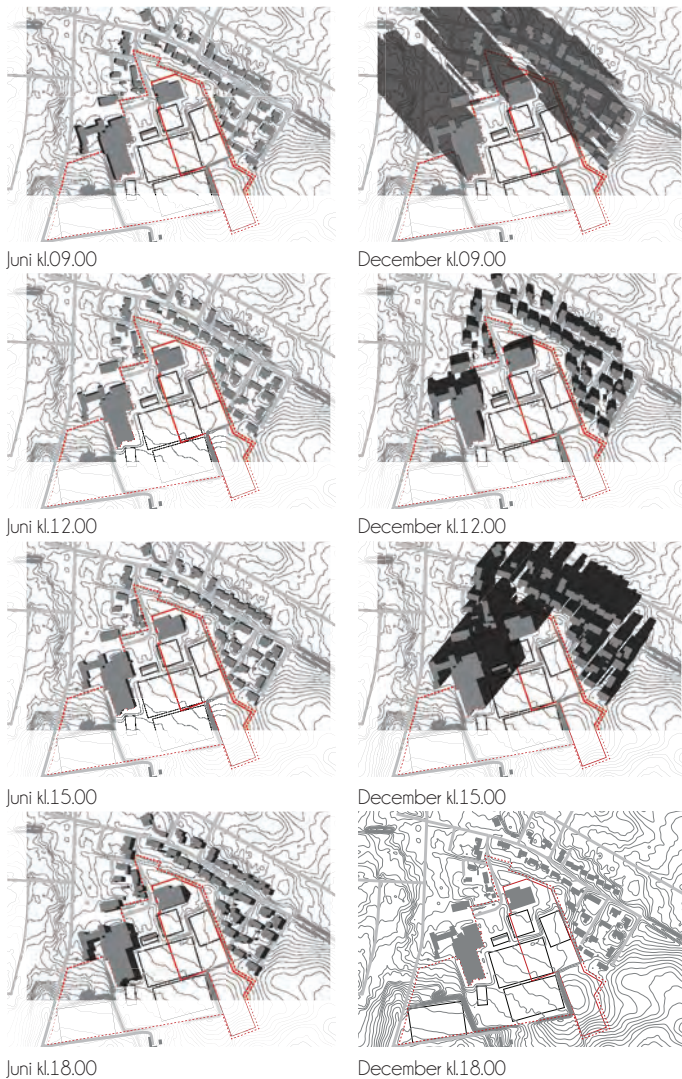 Juni kl.09.00
December kl.09.00
Juni kl.12.00
December kl.12.00
Juni kl.15.00
December kl.15.00
Juni kl.18.00
December kl.18.00